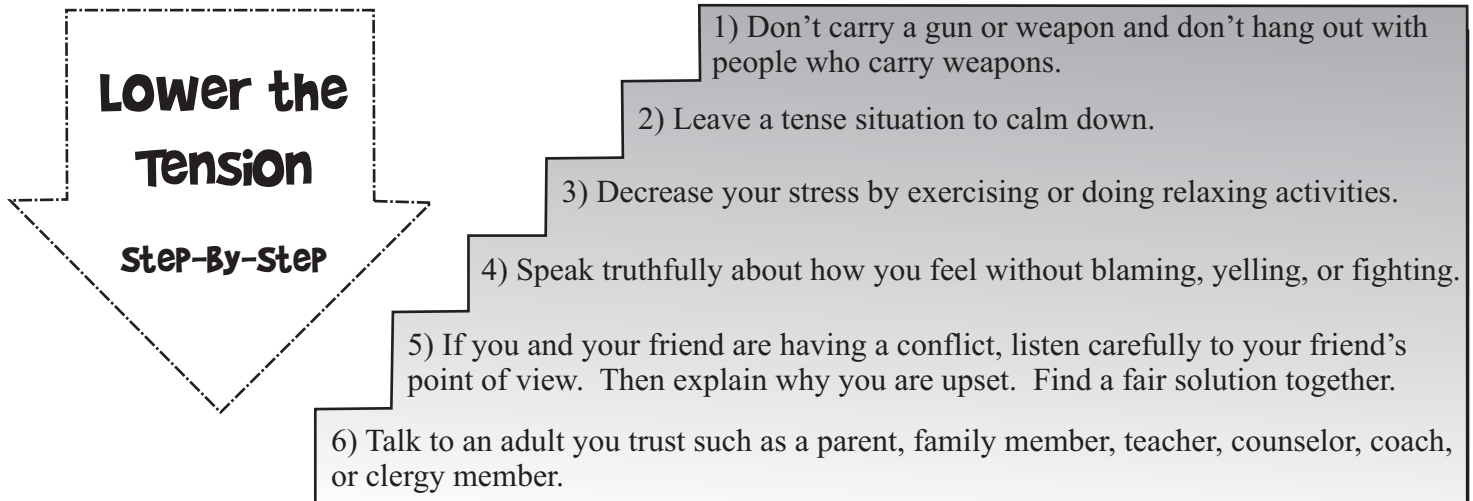 Lower the
Tension
Step-By-Step
1) Don't carry a gun or weapon and don't hang out with
people who carry weapons.
2) Leave a tense situation to calm down.
3) Decrease your stress by exercising or doing relaxing activities.
4) Speak truthfully about how you feel without blaming, yelling, or fighting.
5) If you and your friend are having a conflict, listen carefully to your friend's
point of view.  Then explain why you are upset.  Find a fair solution together.
6) Talk to an adult you trust such as a parent, family member, teacher, counselor, coach,
or clergy member.